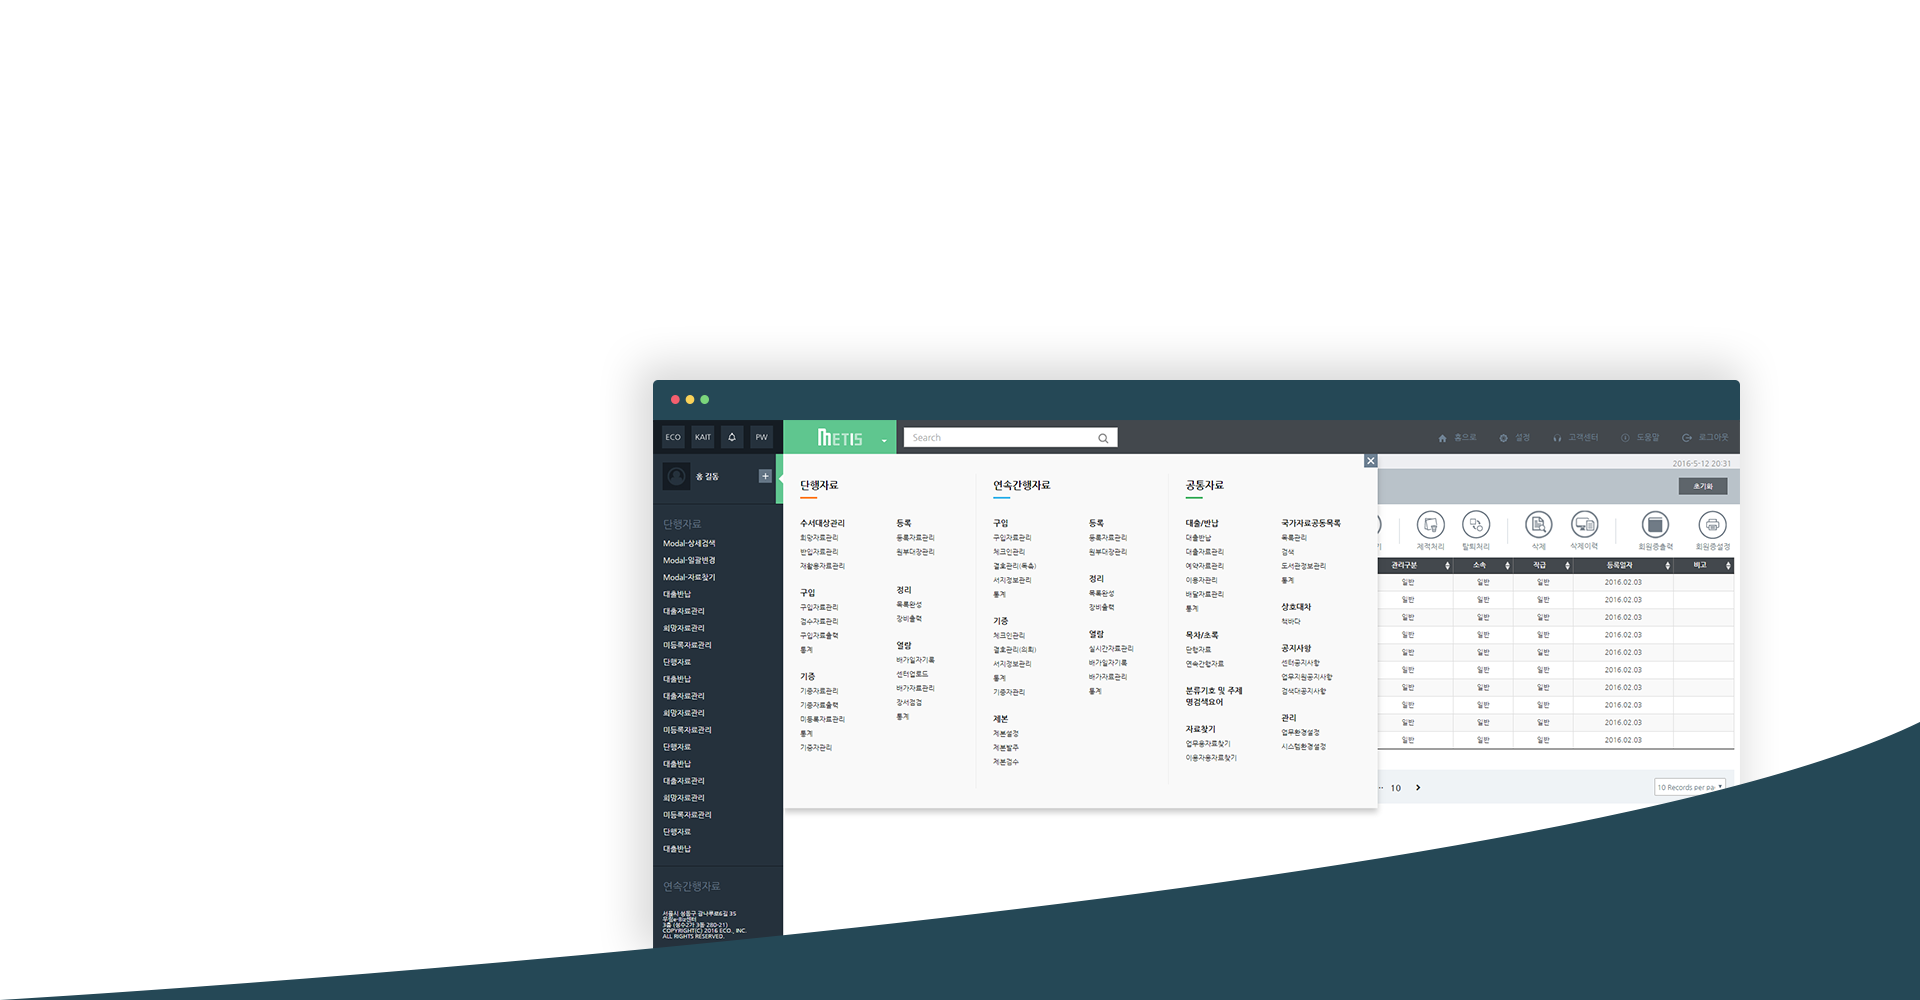 ECO KAIT PW METIS Search 홈으로 설정 고객센터 도움말 로그아웃
홍 길동
2016-5-12 20:31
초기화
단행자료
Modal-상세검색
Modal-일괄변경
Modal-자료찾기
대출반납
대출자료관리
희망자료관리
미등록자료관리
단행자료
대출반납
대출자료관리
희망자료관리
미등록자료관리
단행자료
대출반납
대출자료관리
희망자료관리
미등록자료관리
단행자료
대출반납
연속간행자료
3층 (성수2가 3동 280-21)
COPYRIGHT(C) 2016 ECO., INC.
ALL RIGHTS RESERVED.
단행자료
수서대상관리
희망자료관리
반입자료관리
재활용자료관리
구입
구입자료관리
검수자료관리
구입자료출력
통계
기증
기증자료관리
기증자료출력
미등록자료관리
통계
기증자관리
등록
등록자료관리
원부대장관리
정리
목록완성
장비출력
열람
배가일자기록
센터업로드
배가자료관리
장서점검
통계
연속간행자료
구입
구입자료관리
체크인관리
결호관리(독촉)
서지정보관리
통계
기증
체크인관리
결호관리(의뢰)
서지정보관리
통계
기증자관리
제본
제본설정
제본발주
제본검수
등록
등록자료관리
원부대장관리
정리
목록완성
장비출력
열람
실시간자료관리
배가일자기록
배가자료관리
통계
공통자료
대출/반납
대출반납
대출자료관리
예약자료관리
이용자관리
배달자료관리
통계
목차/초록
단행자료
연속간행자료
분류기호 및 주제
명검색요어
자료찾기
업무용자료찾기
이용자용자료찾기
국가자료공동목록
목록관리
검색
도서관정보관리
통계
상호대차
책바다
공지사항
센터공지사항
업무지원공지사항
검색대공지사항
관리
업무환경설정
시스템환경설정
제적처리 탈퇴처리 삭제 삭제이력 회원증출력 회원증설정
관리구분 소속 직급 등록일자 비고
일반 일반 일반 2016.02.03
일반 일반 일반 2016.02.03
일반 일반 일반 2016.02.03
일반 일반 일반 2016.02.03
일반 일반 일반 2016.02.03
일반 일반 일반 2016.02.03
일반 일반 일반 2016.02.03
일반 일반 일반 2016.02.03
일반 일반 일반 2016.02.03
일반 일반 일반 2016.02.03
10 10 Records per pa